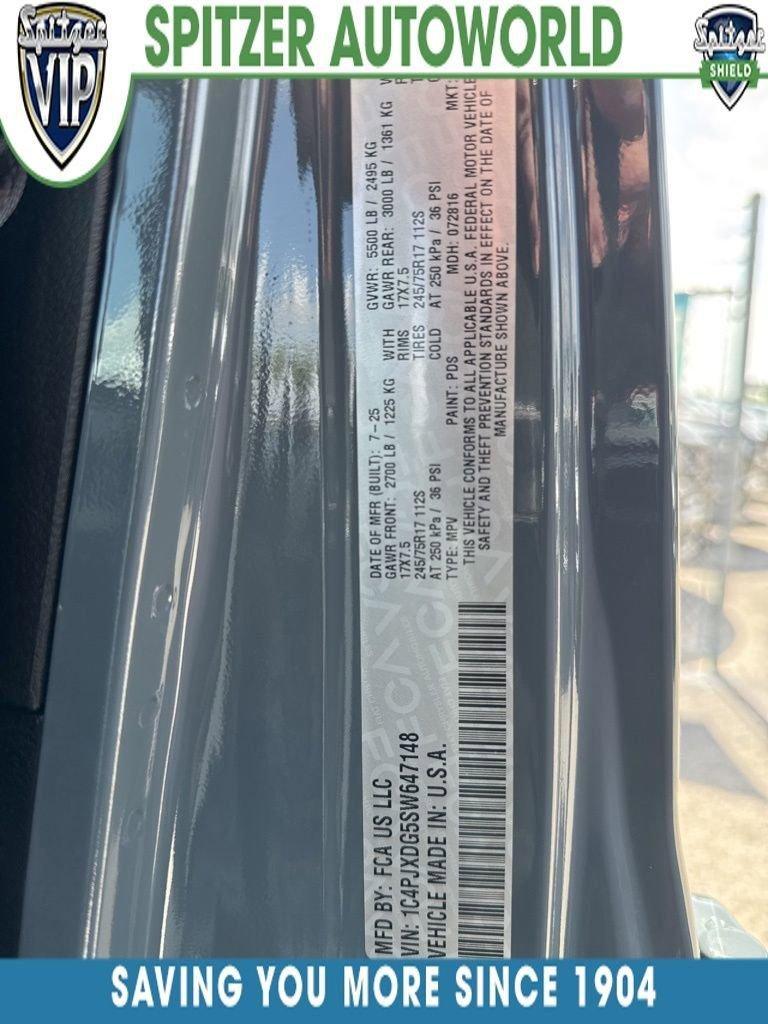 Spitzer
VIP
SPITZER AUTOWORLD
Spitzer
SHIELD
MFD BY: FCA US LLC
VIN: 1C4PJXDG5SW647148
VEHICLE MADE IN: U.S.A.
DATE OF MFR (BUILT): 7-25 GVWR: 5500 LB / 2495 KG
GAWR FRONT: 2700 LB / 1225 KG WITH GAWR REAR: 3000 LB / 1361 KG
17X7.5 RIMS 17X7.5
245/75R17 112S TIRES 245/75R17 112S
AT 250 kPa / 36 PSI COLD AT 250 kPa / 36 PSI
TYPE: MPV PAINT: PDS MDH: 072816 MKT:
THIS VEHICLE CONFORMS TO ALL APPLICABLE U.S.A. FEDERAL MOTOR VEHICLE
SAFETY AND THEFT PREVENTION STANDARDS IN EFFECT ON THE DATE OF
MANUFACTURE SHOWN ABOVE.
SAVING YOU MORE SINCE 1904